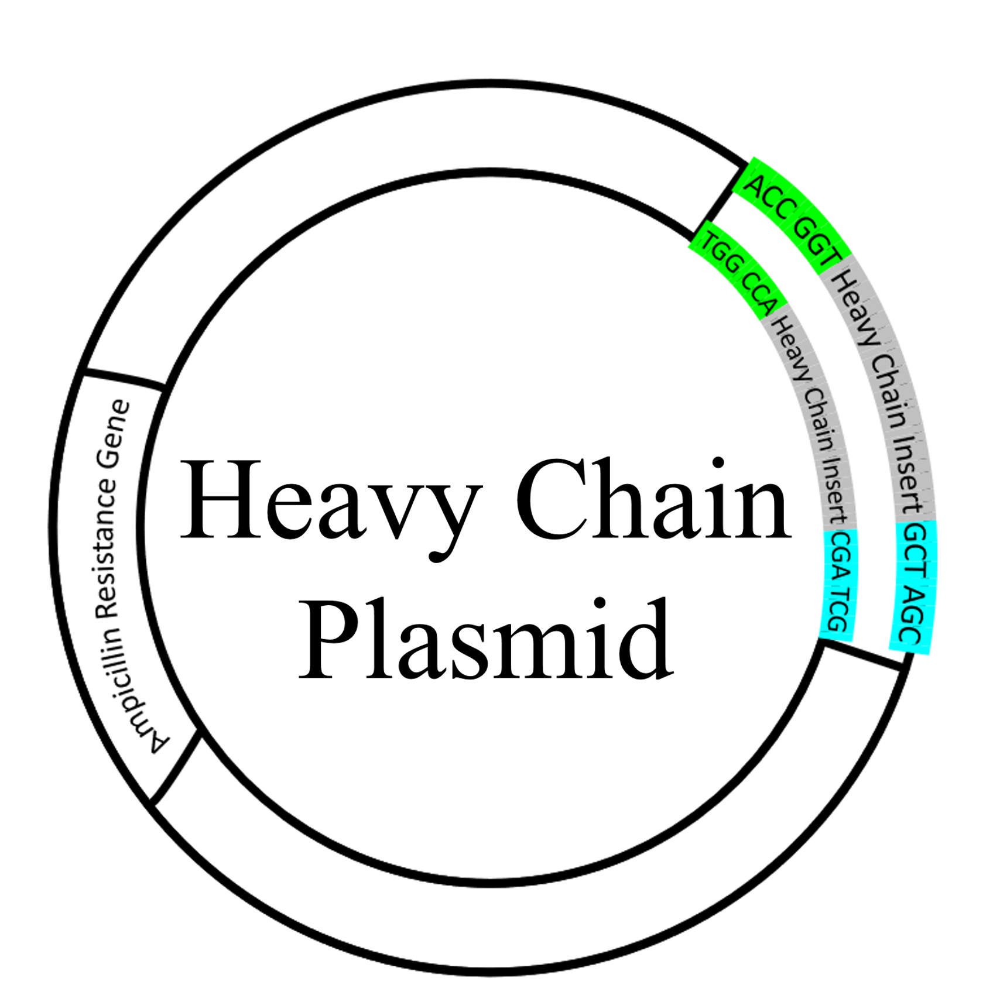 ACC GGT Heavy Chain Insert GCT AGC
TGG CCA Heavy Chain Insert CGA TCG
Ampicilin Resistance Gene
Heavy Chain
Plasmid